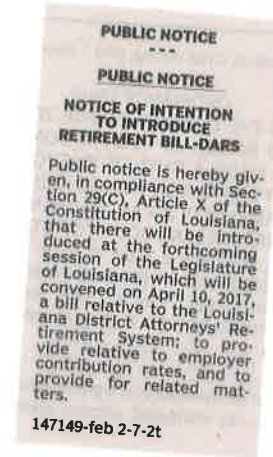 PUBLIC NOTICE
---
PUBLIC NOTICE
NOTICE OF INTENTION
TO INTRODUCE
RETIREMENT BILL-DARS
Public notice is hereby giv-
en, in compliance with Sec-
tion 29(C), Article X of the
Constitution of Louisiana,
that there will be intro-
duced at the forthcoming
session of the Legislature
of Louisiana, which will be
convened on April 10, 2017,
a bill relative to the Louisi-
ana District Attorneys' Re-
tirement System; to pro-
vide relative to employer
contribution rates, and to
provide for related mat-
ters.
147149-feb 2-7-2t